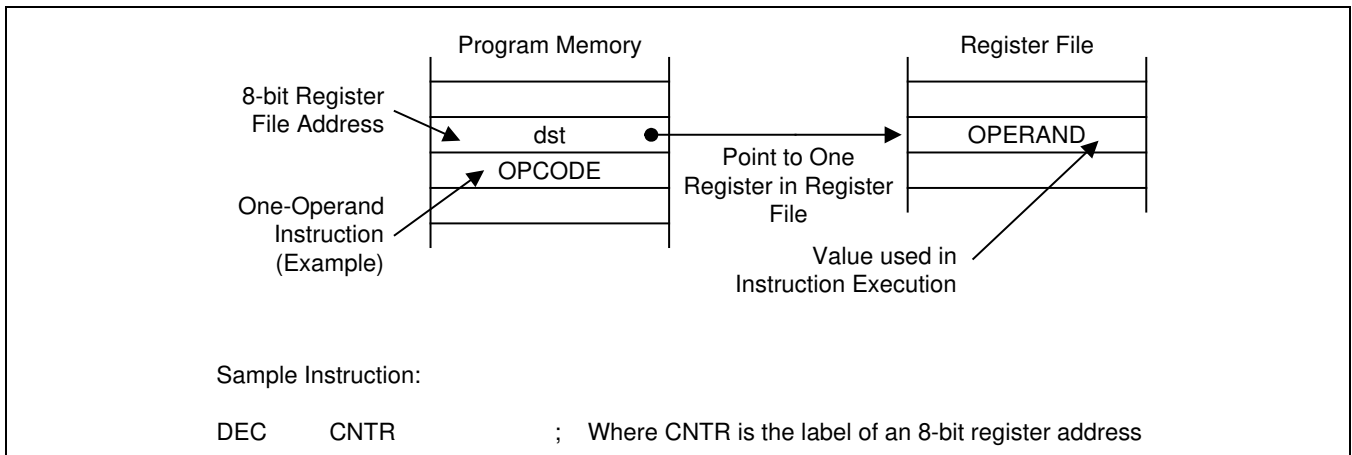 Program Memory
Register File
8-bit Register
File Address
dst
OPERAND
OPCODE
Point to One
Register in Register
File
One-Operand
Instruction
(Example)
Value used in
Instruction Execution
Sample Instruction:
DEC CNTR ; Where CNTR is the label of an 8-bit register address